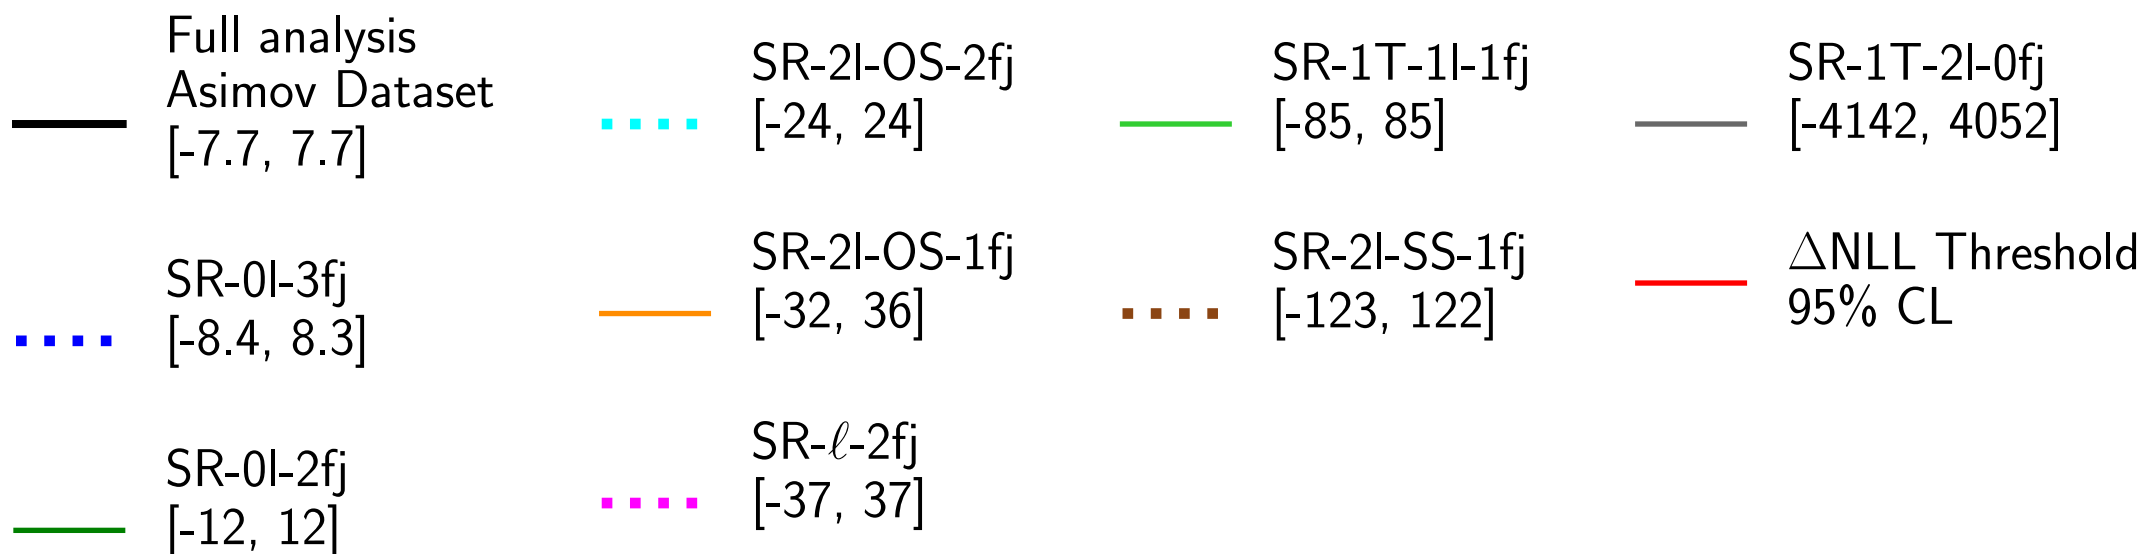 Full analysis
Asimov Dataset
[-7.7, 7.7]
SR-0l-3fj
[-8.4, 8.3]
SR-0l-2fj
[-12, 12]
SR-2l-OS-2fj
[-24, 24]
SR-2l-OS-1fj
[-32, 36]
SR-ℓ-2fj
[-37, 37]
SR-1T-1l-1fj
[-85, 85]
SR-2l-SS-1fj
[-123, 122]
SR-1T-2l-0fj
[-4142, 4052]
△NLL Threshold
95% CL